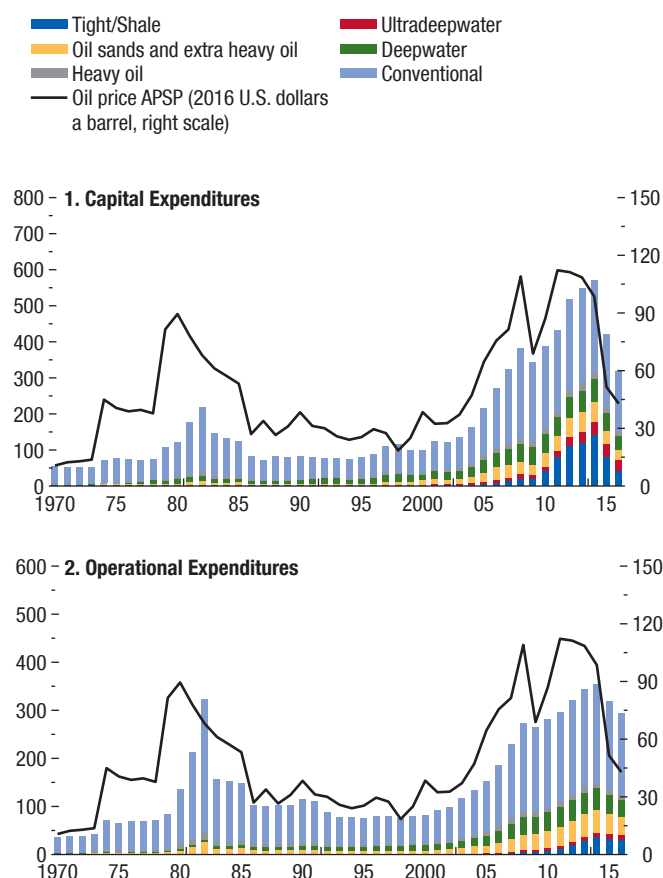 Tight/Shale
Oil sands and extra heavy oil
Heavy oil
Oil price APSP (2016 U.S. dollars
a barrel, right scale)
Ultradeepwater
Deepwater
Conventional
1. Capital Expenditures
800
700
600
500
400
300
200
100
0
150
120
90
60
30
0
1970 75 80 85 90 95 2000 05 10 15
2. Operational Expenditures
600
500
400
300
200
100
0
150
120
90
60
30
0
1970 75 80 85 90 95 2000 05 10 15